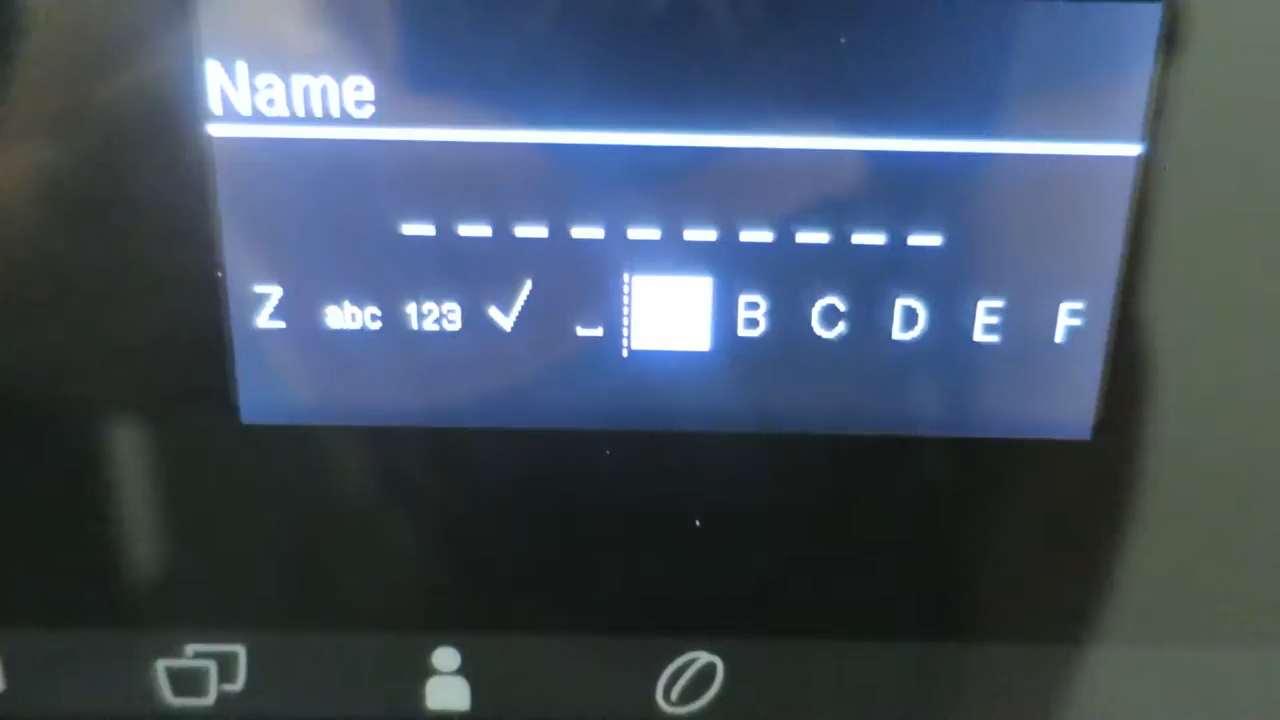 Name
_ _ _ _ _ _ _ _ _ _
Z abc 123 ✓ ⎵ B C D E F